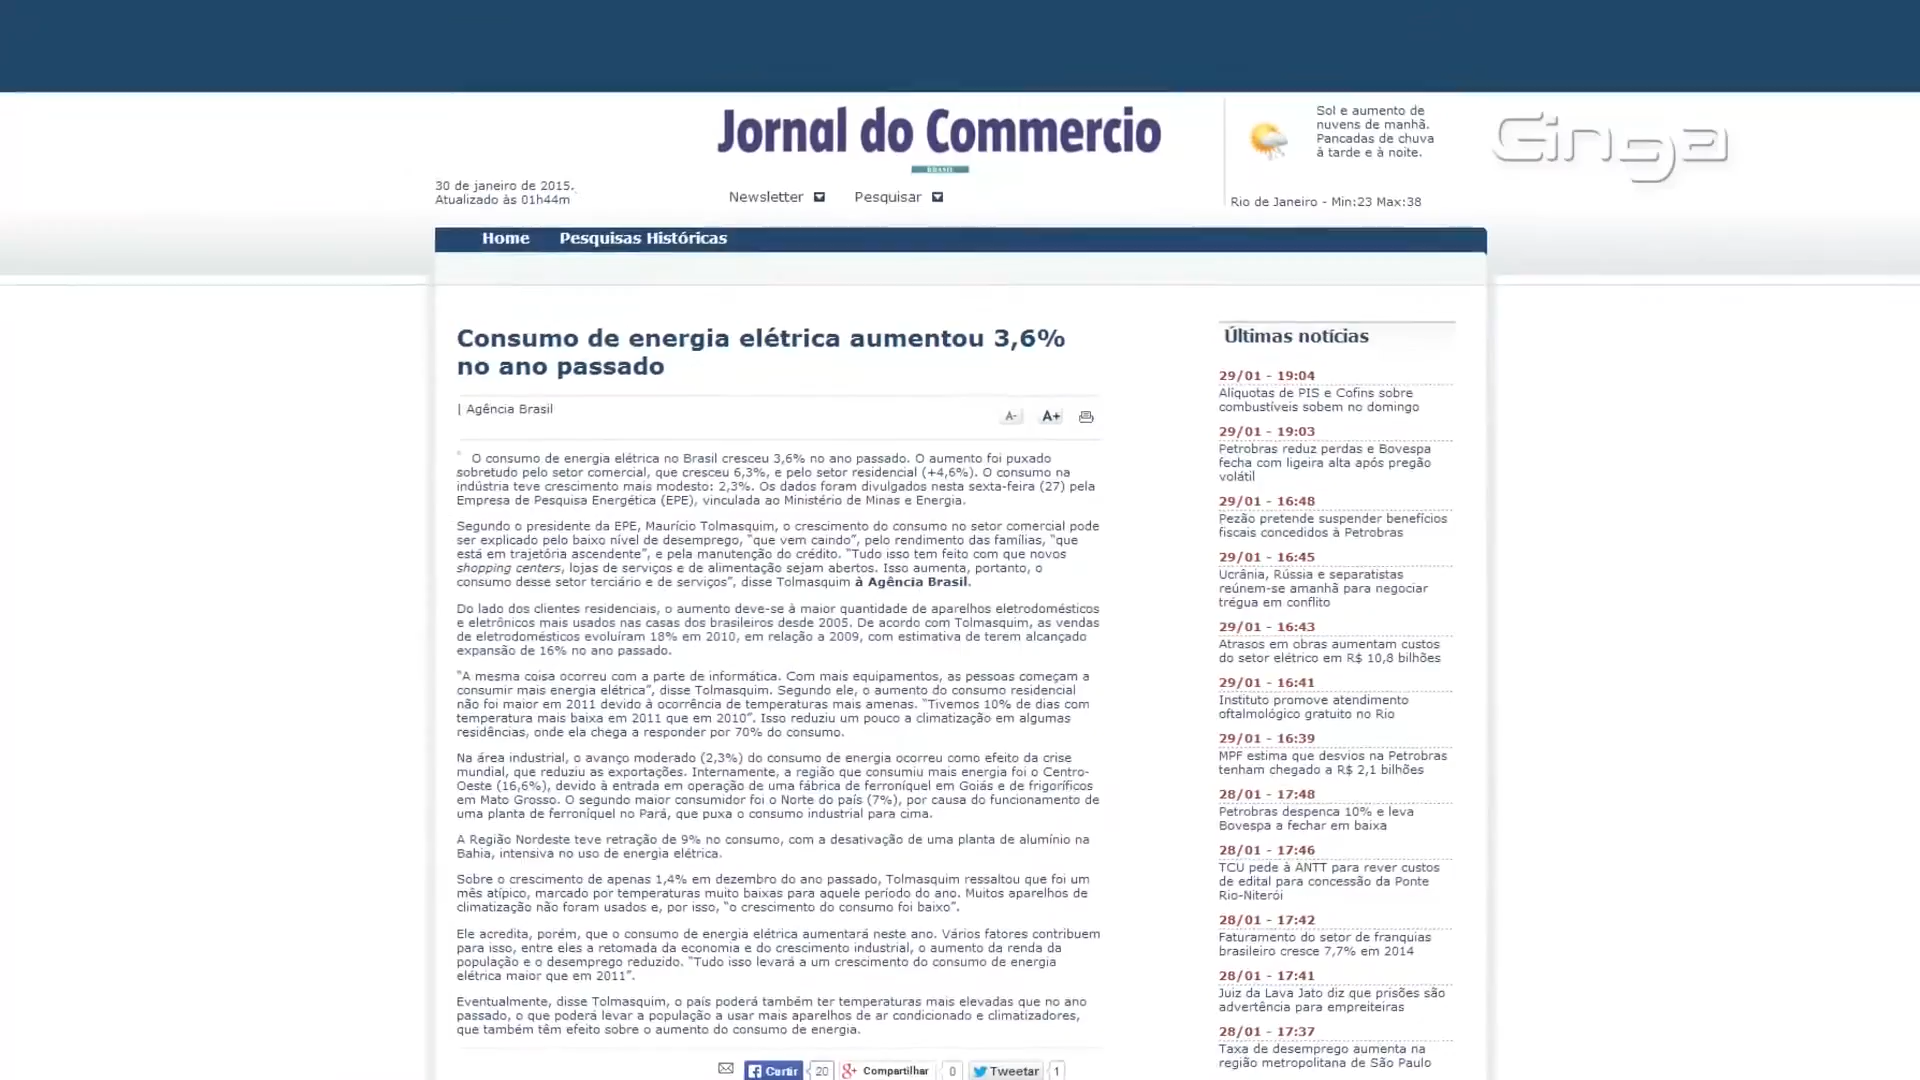 Jornal do Commercio
BRASIL
30 de janeiro de 2015.
Atualizado às 01h44m
Newsletter
Pesquisar
Sol e aumento de
nuvens de manhã.
Pancadas de chuva
à tarde e à noite.
Rio de Janeiro - Min:23 Max:38
Ginga
Home Pesquisas Históricas
Consumo de energia elétrica aumentou 3,6%
no ano passado
| Agência Brasil
A- A+
O consumo de energia elétrica no Brasil cresceu 3,6% no ano passado. O aumento foi puxado
sobretudo pelo setor comercial, que cresceu 6,3%, e pelo setor residencial (+4,6%). O consumo na
indústria teve crescimento mais modesto: 2,3%. Os dados foram divulgados nesta sexta-feira (27) pela
Empresa de Pesquisa Energética (EPE), vinculada ao Ministério de Minas e Energia.
Segundo o presidente da EPE, Maurício Tolmasquim, o crescimento do consumo no setor comercial pode
ser explicado pelo baixo nível de desemprego, “que vem caindo”, pelo rendimento das famílias, “que
está em trajetória ascendente”, e pela manutenção do crédito. “Tudo isso tem feito com que novos
shopping centers, lojas de serviços e de alimentação sejam abertos. Isso aumenta, portanto, o
consumo desse setor terciário e de serviços”, disse Tolmasquim à Agência Brasil.
Do lado dos clientes residenciais, o aumento deve-se à maior quantidade de aparelhos eletrodomésticos
e eletrônicos mais usados nas casas dos brasileiros desde 2005. De acordo com Tolmasquim, as vendas
de eletrodomésticos evoluíram 18% em 2010, em relação a 2009, com estimativa de terem alcançado
expansão de 16% no ano passado.
“A mesma coisa ocorreu com a parte de informática. Com mais equipamentos, as pessoas começam a
consumir mais energia elétrica”, disse Tolmasquim. Segundo ele, o aumento do consumo residencial
não foi maior em 2011 devido à ocorrência de temperaturas mais amenas. “Tivemos 10% de dias com
temperatura mais baixa em 2011 que em 2010”. Isso reduziu um pouco a climatização em algumas
residências, onde ela chega a responder por 70% do consumo.
Na área industrial, o avanço moderado (2,3%) do consumo de energia ocorreu como efeito da crise
mundial, que reduziu as exportações. Internamente, a região que consumiu mais energia foi o Centro-
Oeste (16,6%), devido à entrada em operação de uma fábrica de ferroníquel em Goiás e de frigoríficos
em Mato Grosso. O segundo maior consumidor foi o Norte do país (7%), por causa do funcionamento de
uma planta de ferroníquel no Pará, que puxa o consumo industrial para cima.
A Região Nordeste teve retração de 9% no consumo, com a desativação de uma planta de alumínio na
Bahia, intensiva no uso de energia elétrica.
Sobre o crescimento de apenas 1,4% em dezembro do ano passado, Tolmasquim ressaltou que foi um
mês atípico, marcado por temperaturas muito baixas para aquele período do ano. Muitos aparelhos de
climatização não foram usados e, por isso, “o crescimento do consumo foi baixo”.
Ele acredita, porém, que o consumo de energia elétrica aumentará neste ano. Vários fatores contribuem
para isso, entre eles a retomada da economia e do crescimento industrial, o aumento da renda da
população e o desemprego reduzido. “Tudo isso levará a um crescimento do consumo de energia
elétrica maior que em 2011”.
Eventualmente, disse Tolmasquim, o país poderá também ter temperaturas mais elevadas que no ano
passado, o que poderá levar a população a usar mais aparelhos de ar condicionado e climatizadores,
que também têm efeito sobre o aumento do consumo de energia.
Curtir 20 Compartilhar 0 Tweetar 1
Últimas notícias
29/01 - 19:04
Alíquotas de PIS e Cofins sobre
combustíveis sobem no domingo
29/01 - 19:03
Petrobras reduz perdas e Bovespa
fecha com ligeira alta após pregão
volátil
29/01 - 16:48
Pezão pretende suspender benefícios
fiscais concedidos à Petrobras
29/01 - 16:45
Ucrânia, Rússia e separatistas
reúnem-se amanhã para negociar
trégua em conflito
29/01 - 16:43
Atrasos em obras aumentam custos
do setor elétrico em R$ 10,8 bilhões
29/01 - 16:41
Instituto promove atendimento
oftalmológico gratuito no Rio
29/01 - 16:39
MPF estima que desvios na Petrobras
tenham chegado a R$ 2,1 bilhões
28/01 - 17:48
Petrobras despenca 10% e leva
Bovespa a fechar em baixa
28/01 - 17:46
TCU pede à ANTT para rever custos
de edital para concessão da Ponte
Rio-Niterói
28/01 - 17:42
Faturamento do setor de franquias
brasileiro cresce 7,7% em 2014
28/01 - 17:41
Juiz da Lava Jato diz que prisões são
advertência para empreiteiras
28/01 - 17:37
Taxa de desemprego aumenta na
região metropolitana de São Paulo